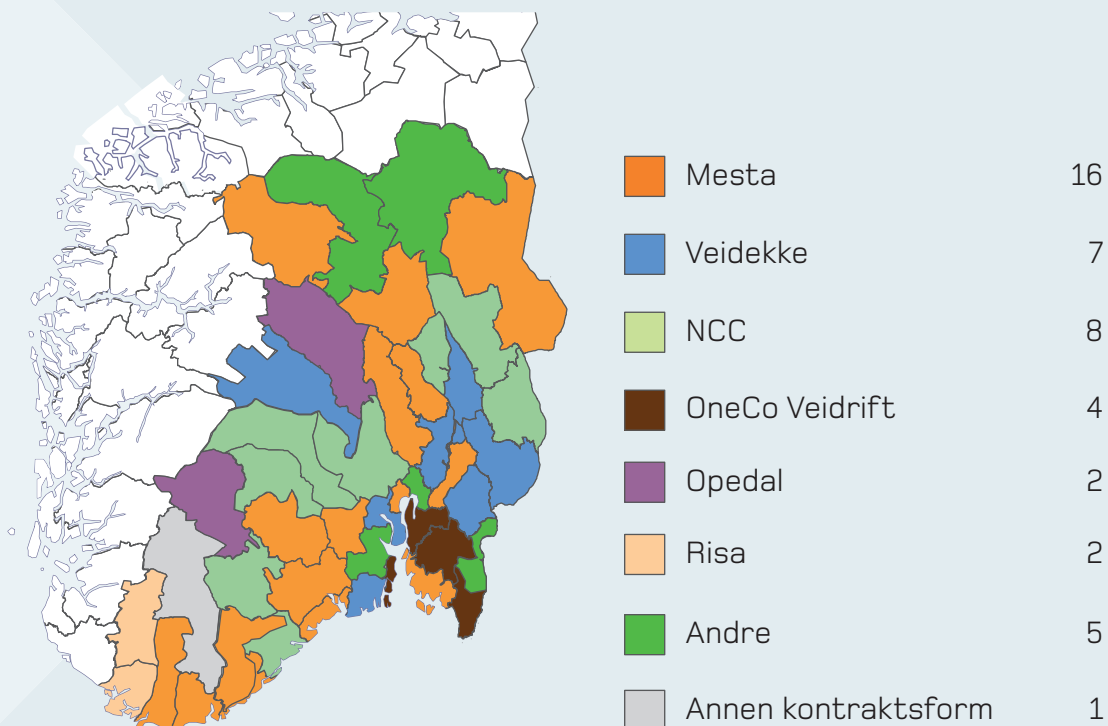 Mesta 16
Veidekke 7
NCC 8
OneCo Veidrift 4
Opedal 2
Risa 2
Andre 5
Annen kontraktsform 1